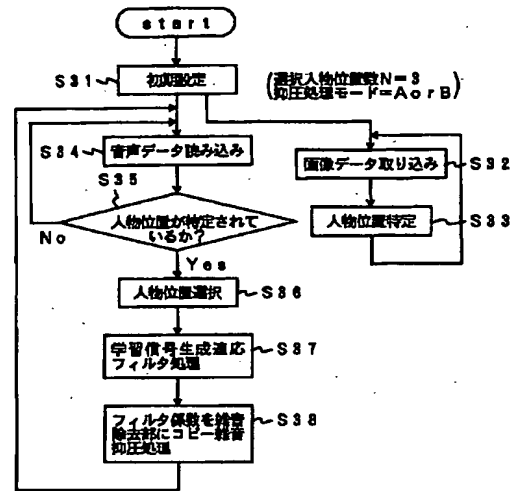 start
S31
初期設定
(選択人物位置数N=3
抑圧処理モード=AorB)
S34
音声データ読み込み
画像データ取り込み
S32
S35
人物位置が特定されて
いるか?
人物位置特定
S33
No
Yes
人物位置選択
S36
学習信号生成適応
フィルタ処理
S37
フィルタ係数を雑音
除去部にコピー雑音
抑圧処理
S38